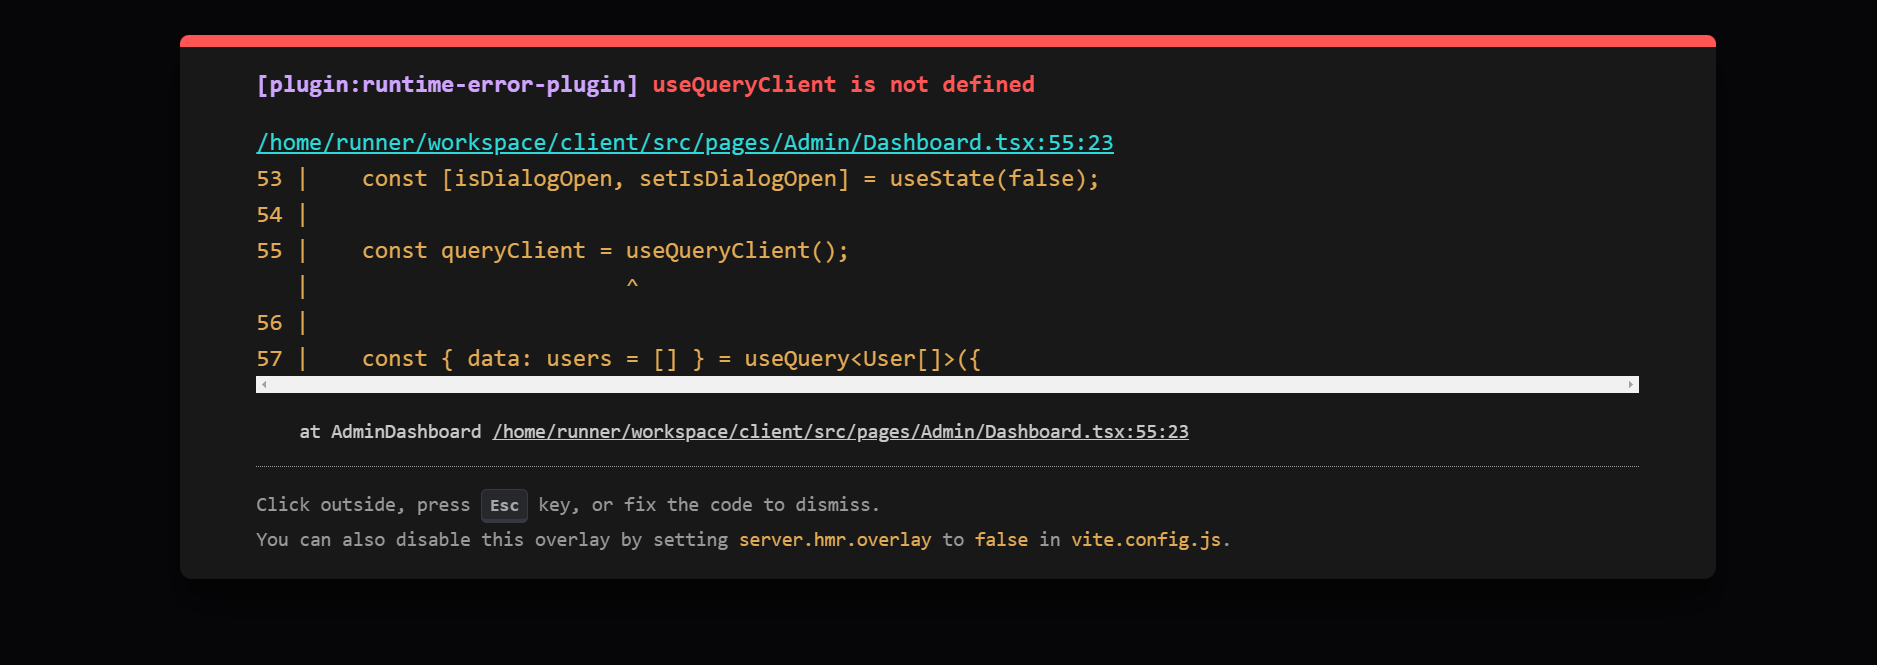 [plugin:runtime-error-plugin] useQueryClient is not defined
/home/runner/workspace/client/src/pages/Admin/Dashboard.tsx:55:23
53 |    const [isDialogOpen, setIsDialogOpen] = useState(false);
54 |
55 |    const queryClient = useQueryClient();
   |                        ^
56 |
57 |    const { data: users = [] } = useQuery<User[]>({
at AdminDashboard /home/runner/workspace/client/src/pages/Admin/Dashboard.tsx:55:23
Click outside, press Esc key, or fix the code to dismiss.
You can also disable this overlay by setting server.hmr.overlay to false in vite.config.js.